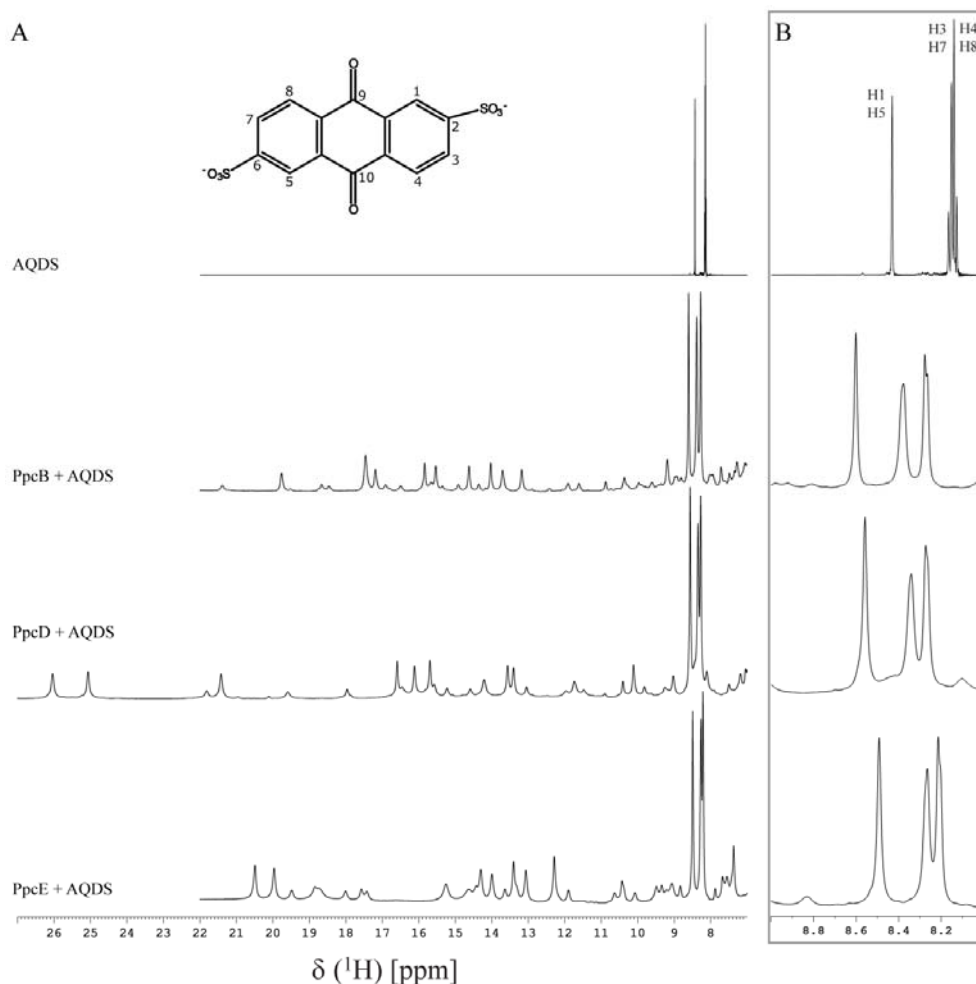 A
B
H3 H4
H7 H8
H1
H5
O
8 9 1
7 2 SO₃⁻
⁻O₃S 6 3
5 10 4
O
AQDS
PpcB + AQDS
PpcD + AQDS
PpcE + AQDS
26 25 24 23 22 21 20 19 18 17 16 15 14 13 12 11 10 9 8
8.8 8.6 8.4 8.2
δ (¹H) [ppm]